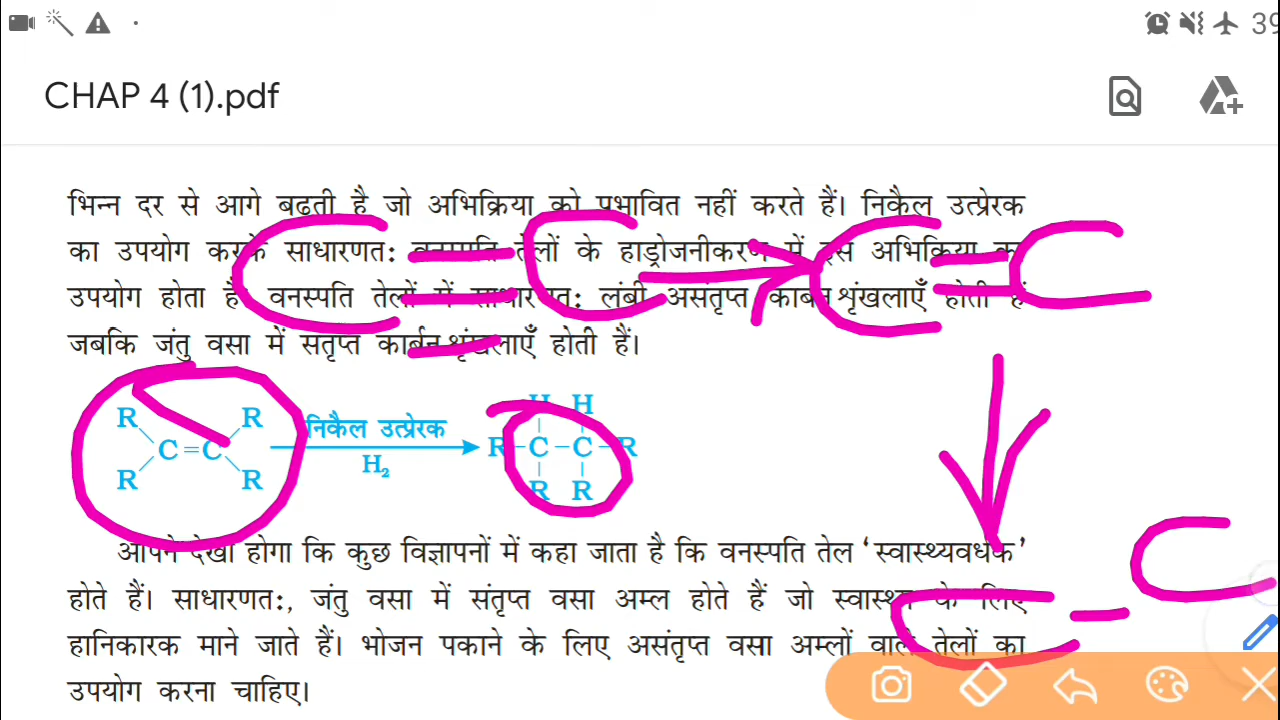 39
CHAP 4 (1).pdf
भिन्न दर से आगे बढ़ती है जो अभिक्रिया को प्रभावित नहीं करते हैं। निकैल उत्प्रेरक
का उपयोग करके साधारणत: वनस्पति तेलों के हाड्रोजनीकरण में इस अभिक्रिया का
उपयोग होता है। वनस्पति तेलों में साधारणत: लंबी असंतृप्त कार्बन शृंखलाएँ होती हैं
जबकि जंतु वसा में संतृप्त कार्बन शृंखलाएँ होती हैं।
C ≡ C → C = C
C - C
R R निकैल उत्प्रेरक H H
C=C R–C–C–R
R R H₂ R R
आपने देखा होगा कि कुछ विज्ञापनों में कहा जाता है कि वनस्पति तेल ‘स्वास्थ्यवर्धक’
होते हैं। साधारणत:, जंतु वसा में संतृप्त वसा अम्ल होते हैं जो स्वास्थ्य के लिए
हानिकारक माने जाते हैं। भोजन पकाने के लिए असंतृप्त वसा अम्लों वाले तेलों का
उपयोग करना चाहिए।